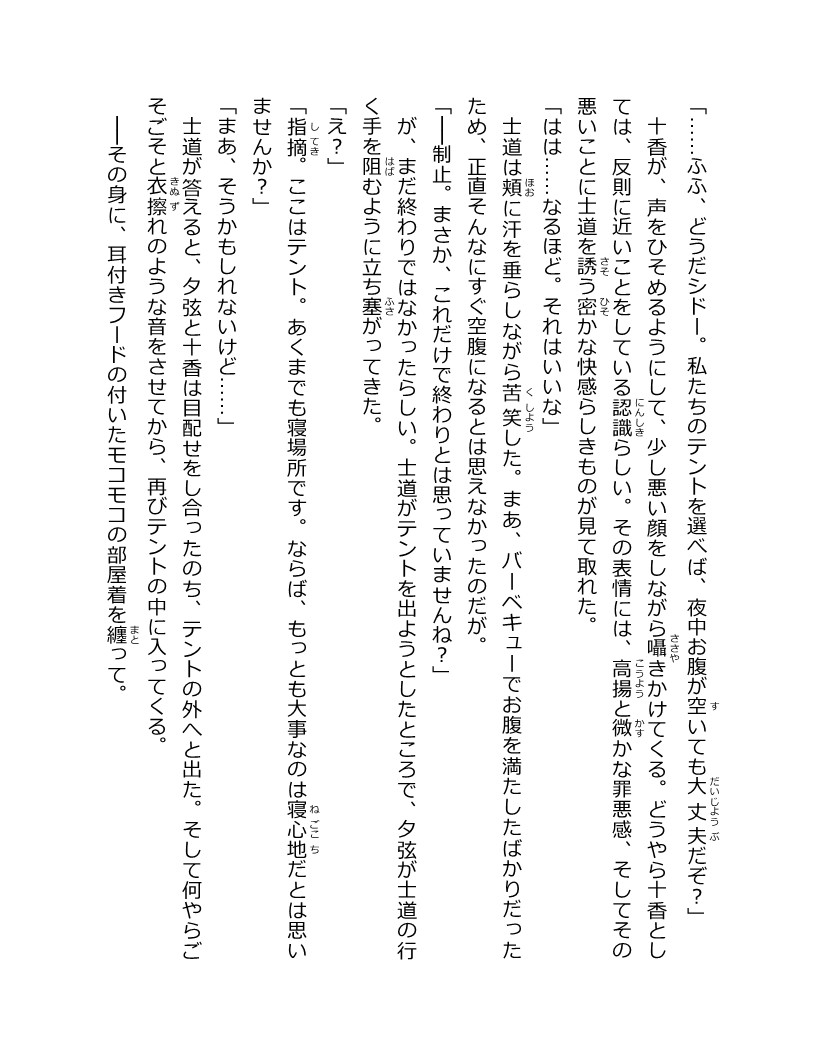 「……ふふ、どうだシドー。私たちのテントを選べば、夜中お腹が空いても大丈夫だぞ？」
　十香が、声をひそめるようにして、少し悪い顔をしながら囁きかけてくる。どうやら十香とし
ては、反則に近いことをしている認識らしい。その表情には、高揚と微かな罪悪感、そしてその
悪いことに士道を誘う密かな快感らしきものが見て取れた。
「はは……なるほど。それはいいな」
　士道は頬に汗を垂らしながら苦笑した。まあ、バーベキューでお腹を満たしたばかりだった
ため、正直そんなにすぐ空腹になるとは思えなかったのだが。
「――制止。まさか、これだけで終わりとは思っていませんね？」
　が、まだ終わりではなかったらしい。士道がテントを出ようとしたところで、夕弦が士道の行
く手を阻むように立ち塞がってきた。
「え？」
「指摘。ここはテント。あくまでも寝場所です。ならば、もっとも大事なのは寝心地だとは思い
ませんか？」
「まあ、そうかもしれないけど……」
　士道が答えると、夕弦と十香は目配せをし合ったのち、テントの外へと出た。そして何やらご
そごそと衣擦れのような音をさせてから、再びテントの中に入ってくる。
　――その身に、耳付きフードの付いたモコモコの部屋着を纏って。